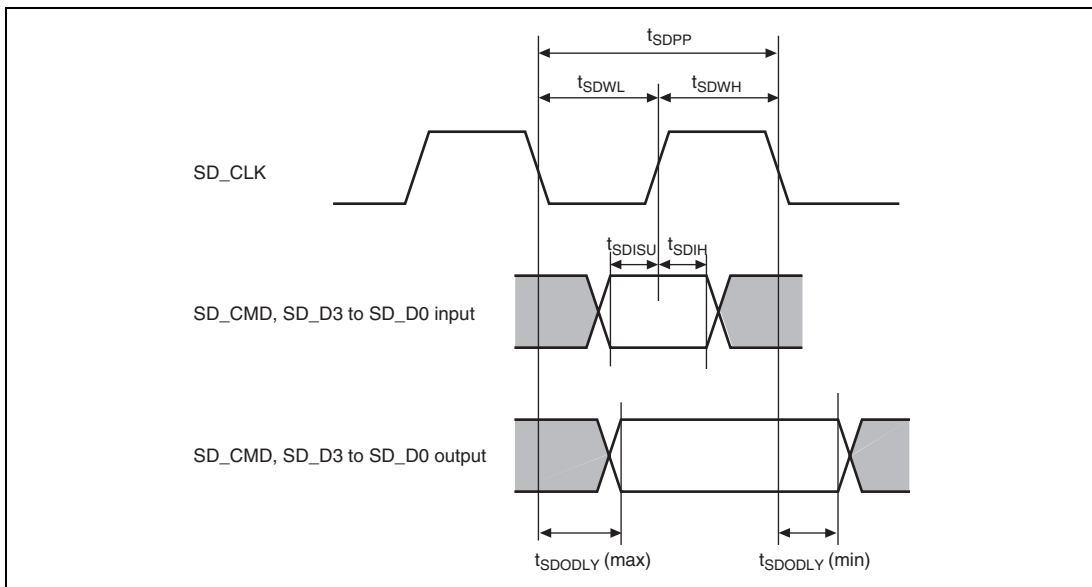 tSDPP
tSDWL tSDWH
SD_CLK
tSDISU tSDIH
SD_CMD, SD_D3 to SD_D0 input
SD_CMD, SD_D3 to SD_D0 output
tSDODLY (max) tSDODLY (min)